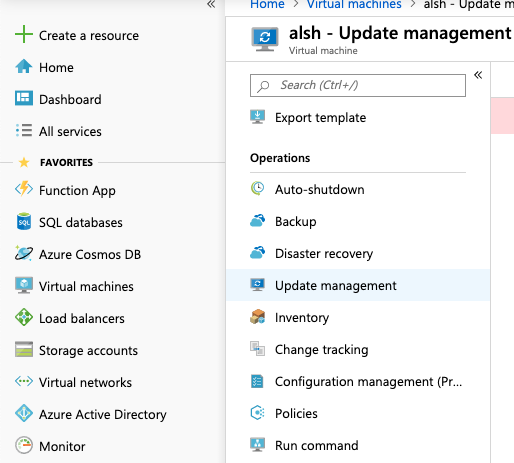 «
Create a resource
Home
Dashboard
All services
FAVORITES
Function App
SQL databases
Azure Cosmos DB
Virtual machines
Load balancers
Storage accounts
Virtual networks
Azure Active Directory
Monitor
Home > Virtual machines > alsh - Update m
alsh - Update management
Virtual machine
Search (Ctrl+/)
«
Export template
Operations
Auto-shutdown
Backup
Disaster recovery
Update management
Inventory
Change tracking
Configuration management (Pr...
Policies
Run command